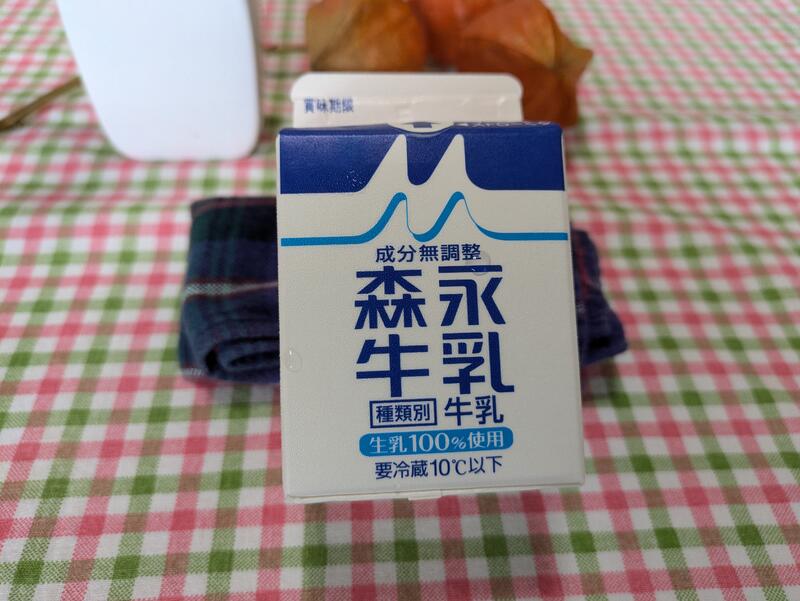 賞味期限
成分無調整
森永
牛乳
種類別 牛乳
生乳100%使用
要冷蔵10℃以下